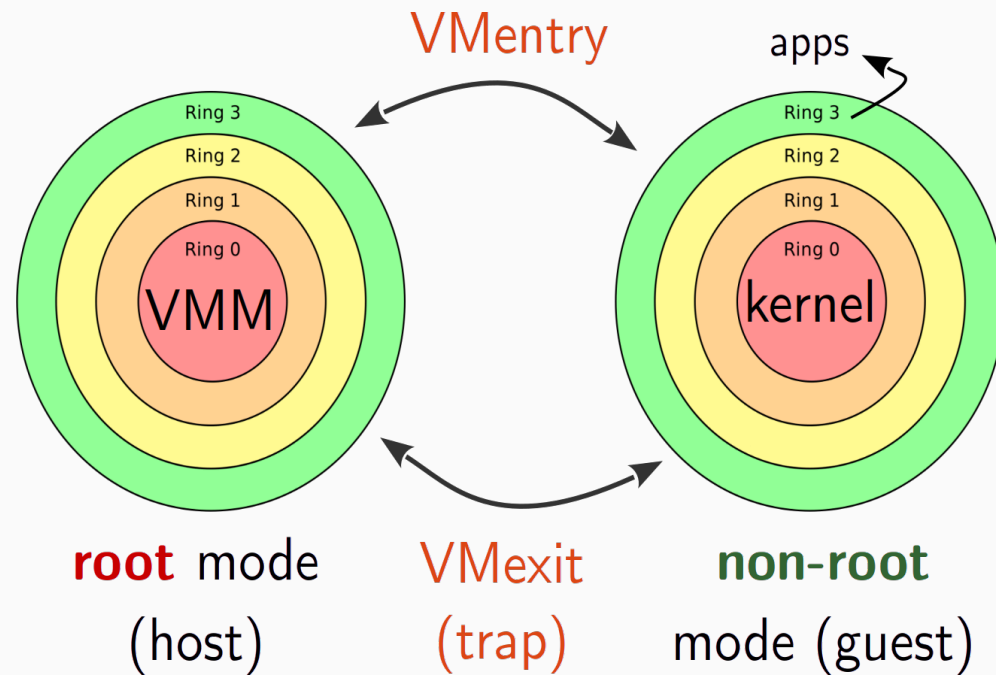 VMentry
apps
Ring 3
Ring 2
Ring 1
Ring 0
VMM
Ring 3
Ring 2
Ring 1
Ring 0
kernel
root mode
(host)
VMexit
(trap)
non-root
mode (guest)